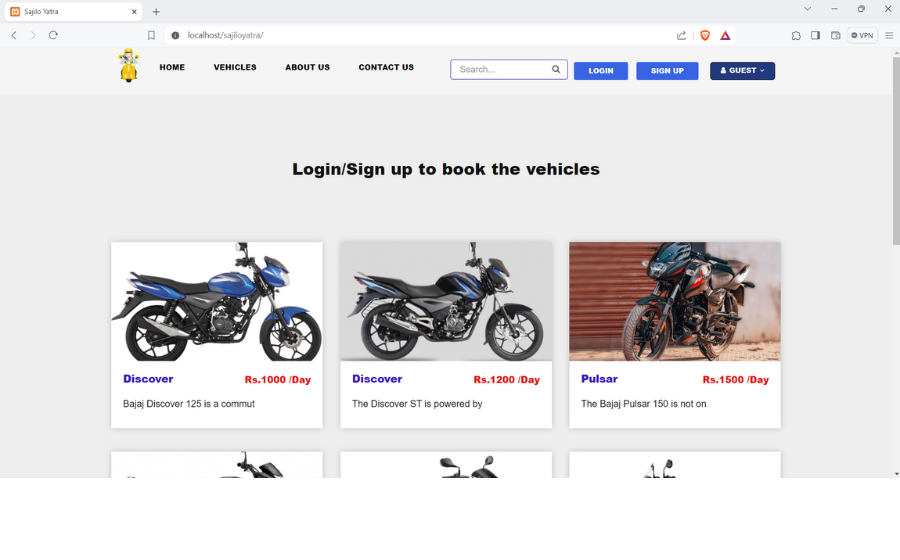 Sajilo Yatra
localhost/sajiloyatra/
VPN
HOME VEHICLES ABOUT US CONTACT US Search... LOGIN SIGN UP GUEST
Login/Sign up to book the vehicles
Discover Rs.1000 /Day
Bajaj Discover 125 is a commut
Discover Rs.1200 /Day
The Discover ST is powered by
Pulsar Rs.1500 /Day
The Bajaj Pulsar 150 is not on